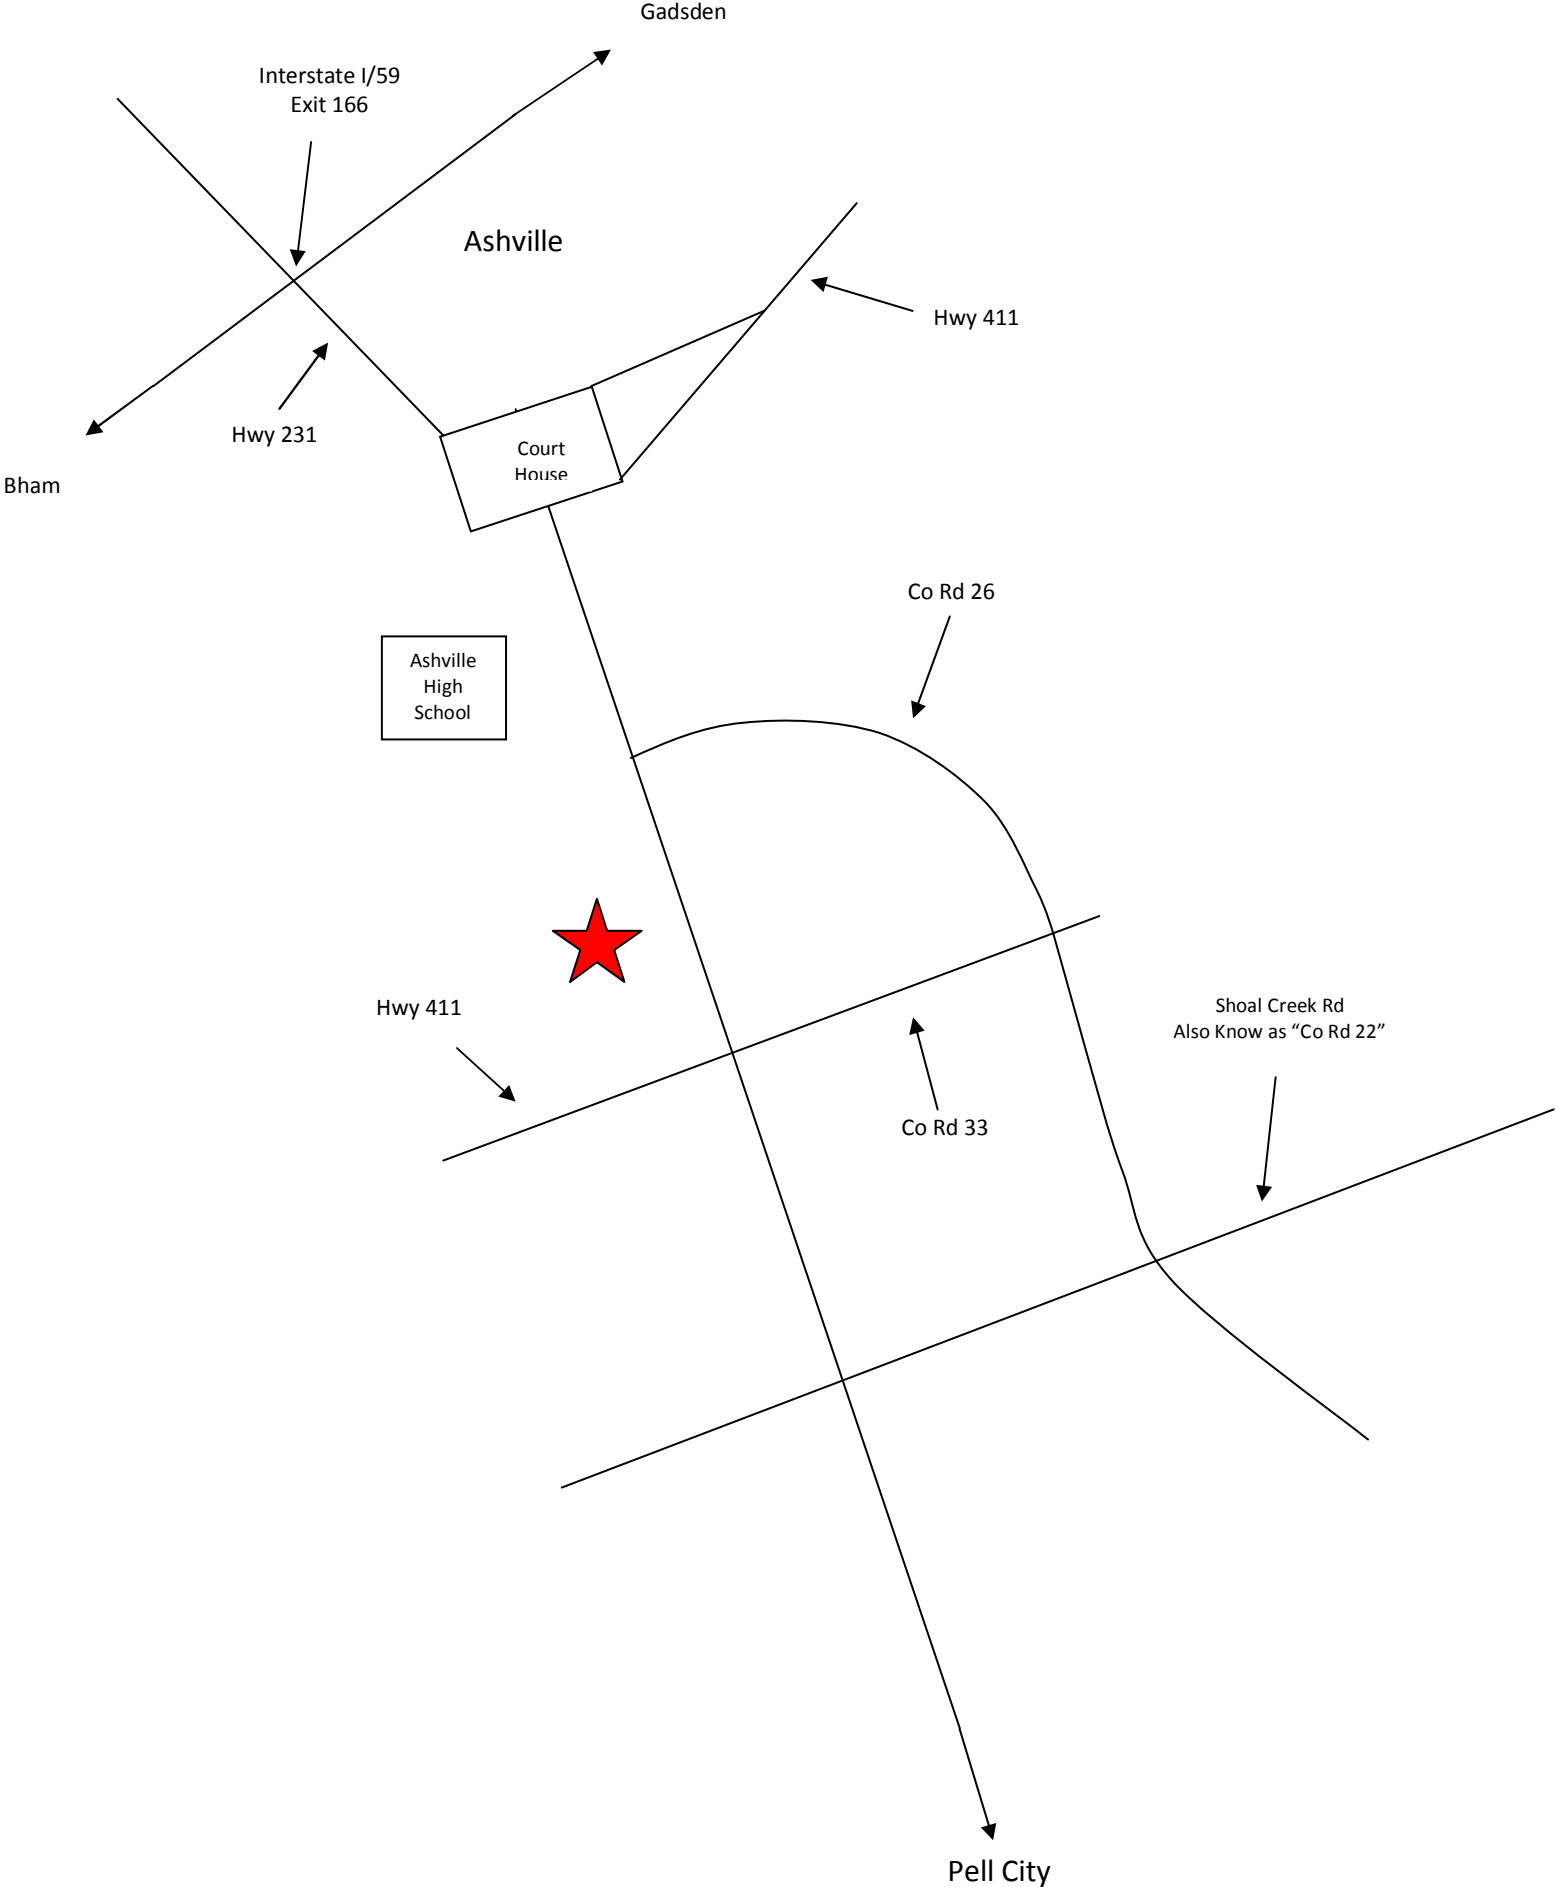 Gadsden
Interstate I/59
Exit 166
Ashville
Hwy 411
Hwy 231
Court
House
Bham
Co Rd 26
Ashville
High
School
Hwy 411
Shoal Creek Rd
Also Know as “Co Rd 22”
Co Rd 33
Pell City